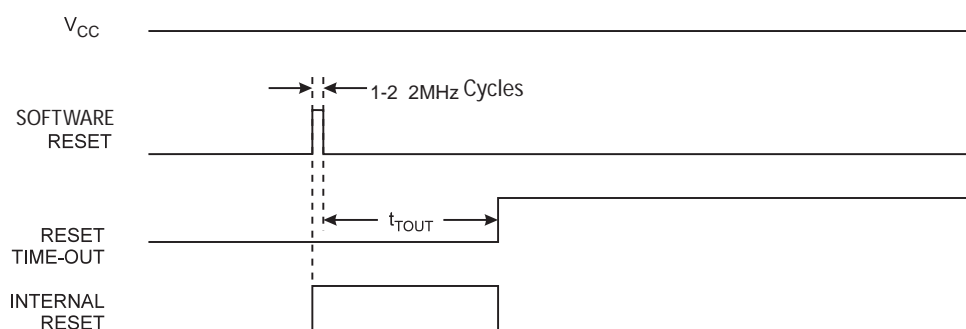 VCC
1-2 2MHz Cycles
SOFTWARE
RESET
tTOUT
RESET
TIME-OUT
INTERNAL
RESET